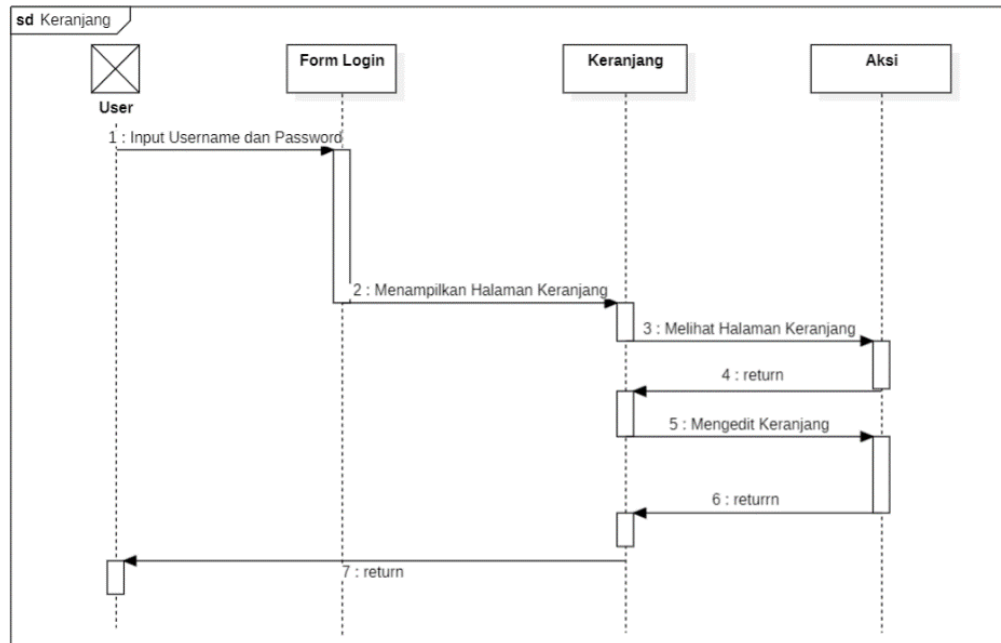 sd Keranjang
User
Form Login
Keranjang
Aksi
1 : Input Username dan Password
2 : Menampilkan Halaman Keranjang
3 : Melihat Halaman Keranjang
4 : return
5 : Mengedit Keranjang
6 : returrn
7 : return